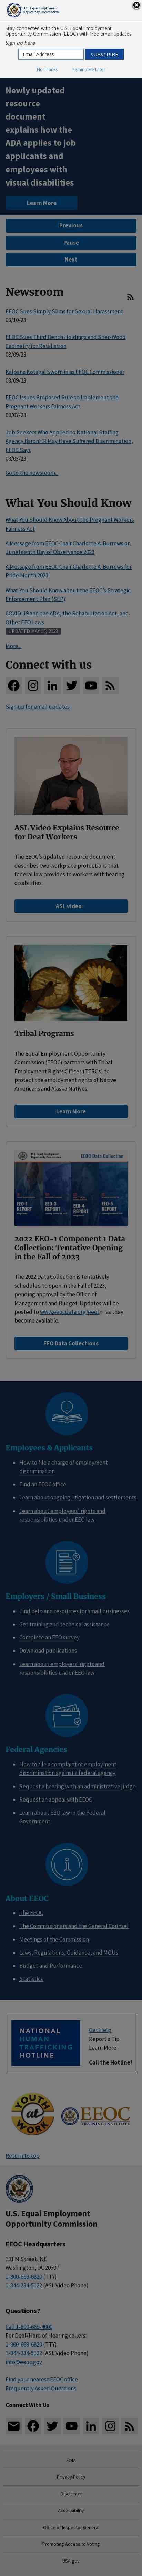 U.S. Equal Employment
Opportunity Commission
Stay connected with the U.S. Equal Employment
Opportunity Commission (EEOC) with free email updates.
Sign up here
Email Address
SUBSCRIBE
No Thanks
Remind Me Later
Newly updated
resource
document
explains how the
ADA applies to job
applicants and
employees with
visual disabilities
Learn More
Previous
Pause
Next
Newsroom
EEOC Sues Simply Slims for Sexual Harassment
08/10/23
EEOC Sues Third Bench Holdings and Sher-Wood
Cabinetry for Retaliation
08/09/23
Kalpana Kotagal Sworn in as EEOC Commissioner
08/09/23
EEOC Issues Proposed Rule to Implement the
Pregnant Workers Fairness Act
08/07/23
Job Seekers Who Applied to National Staffing
Agency BaronHR May Have Suffered Discrimination,
EEOC Says
08/03/23
Go to the newsroom...
What You Should Know
What You Should Know About the Pregnant Workers
Fairness Act
A Message from EEOC Chair Charlotte A. Burrows on
Juneteenth Day of Observance 2023
A Message from EEOC Chair Charlotte A. Burrows for
Pride Month 2023
What You Should Know about the EEOC's Strategic
Enforcement Plan (SEP)
COVID-19 and the ADA, the Rehabilitation Act, and
Other EEO Laws
UPDATED MAY 15, 2023
More...
Connect with us
Sign up for email updates
ASL Video Explains Resource
for Deaf Workers
The EEOC's updated resource
document describes two ways that
federal law protects
workers with hearing
disabilities.
ASL video
Tribal Programs
The Equal Employment Opportunity
Commission (EEOC) partners with Tribal
Employment Rights Offices (TEROs) to
protect the employment rights of Native
Americans and Alaska Natives.
Learn More
EEOC Data Collection
EEO-1
REPORT
EEO-3
REPORT
EEO-4
REPORT
EEO-5
REPORT
2022 EEO-1 Component 1 Data
Collection: Tentative Opening
in the Fall of 2023
The 2022 Data Collection is tentatively
scheduled to open in Fall 2023, pending
approval by the Office of
Management and Budget. Updates will be
posted to www.eeocdata.org/eeo1 as they
become available.
EEO Data Collections
Employees & Applicants
How to file a charge of employment
discrimination
Find an EEOC office
Learn about ongoing litigation and settlements
Learn about employees' rights and
responsibilities under EEO law
Employers / Small Business
Find help and resources for small businesses
Get training and technical assistance
Complete an EEO survey
Download publications
Learn about employers' rights and
responsibilities under EEO law
Federal Agencies
How to file a complaint of employment
discrimination against a federal agency
Request a hearing with an administrative judge
Request an appeal with EEOC
Learn about EEO law in the Federal
Government
About EEOC
The EEOC
The Commissioners and the General Counsel
Meetings of the Commission
Laws, Regulations, Guidance, and MOUs
Budget and Performance
Careers
Statistics
NATIONAL
HUMAN
TRAFFICKING
HOTLINE
Get Help
Report a Tip
Learn More
Call the Hotline!
YOUTH
at
WORK
EEOC
TRAINING INSTITUTE
Return to top
U.S. Equal Employment
Opportunity Commission
EEOC Headquarters
131 M Street, NE
Washington, DC 20507
1-800-669-6820 (TTY)
1-844-234-5122 (ASL Video Phone)
Questions?
Call 1-800-669-4000
For Deaf/Hard of Hearing callers:
1-800-669-6820 (TTY)
1-844-234-5122 (ASL Video Phone)
info@eeoc.gov
Find your nearest EEOC office
Frequently Asked Questions
Connect With Us
FOIA
Privacy Policy
Disclaimer
Accessibility
Office of Inspector General
Promoting Access to Voting
USA.gov